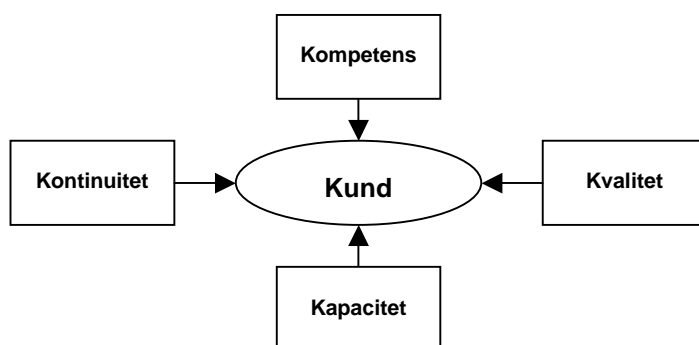 Kompetens
Kontinuitet
Kund
Kvalitet
Kapacitet